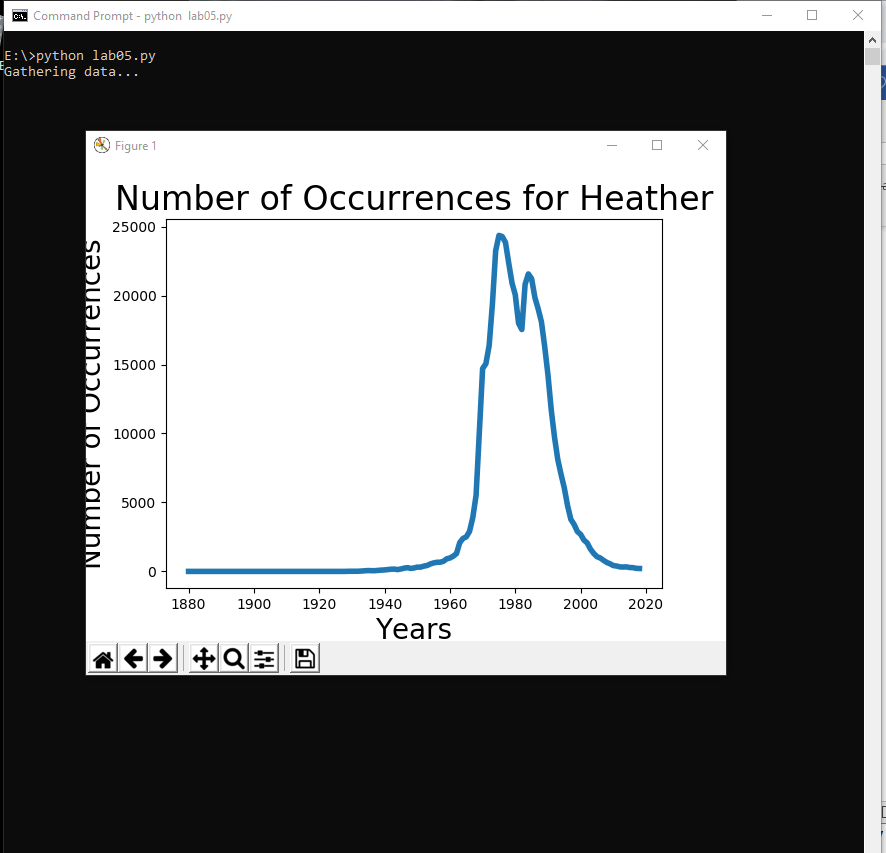 Command Prompt - python lab05.py
E:\>python lab05.py
Gathering data...
Figure 1
Number of Occurrences for Heather
Number of Occurrences
25000
20000
15000
10000
5000
0
1880 1900 1920 1940 1960 1980 2000 2020
Years